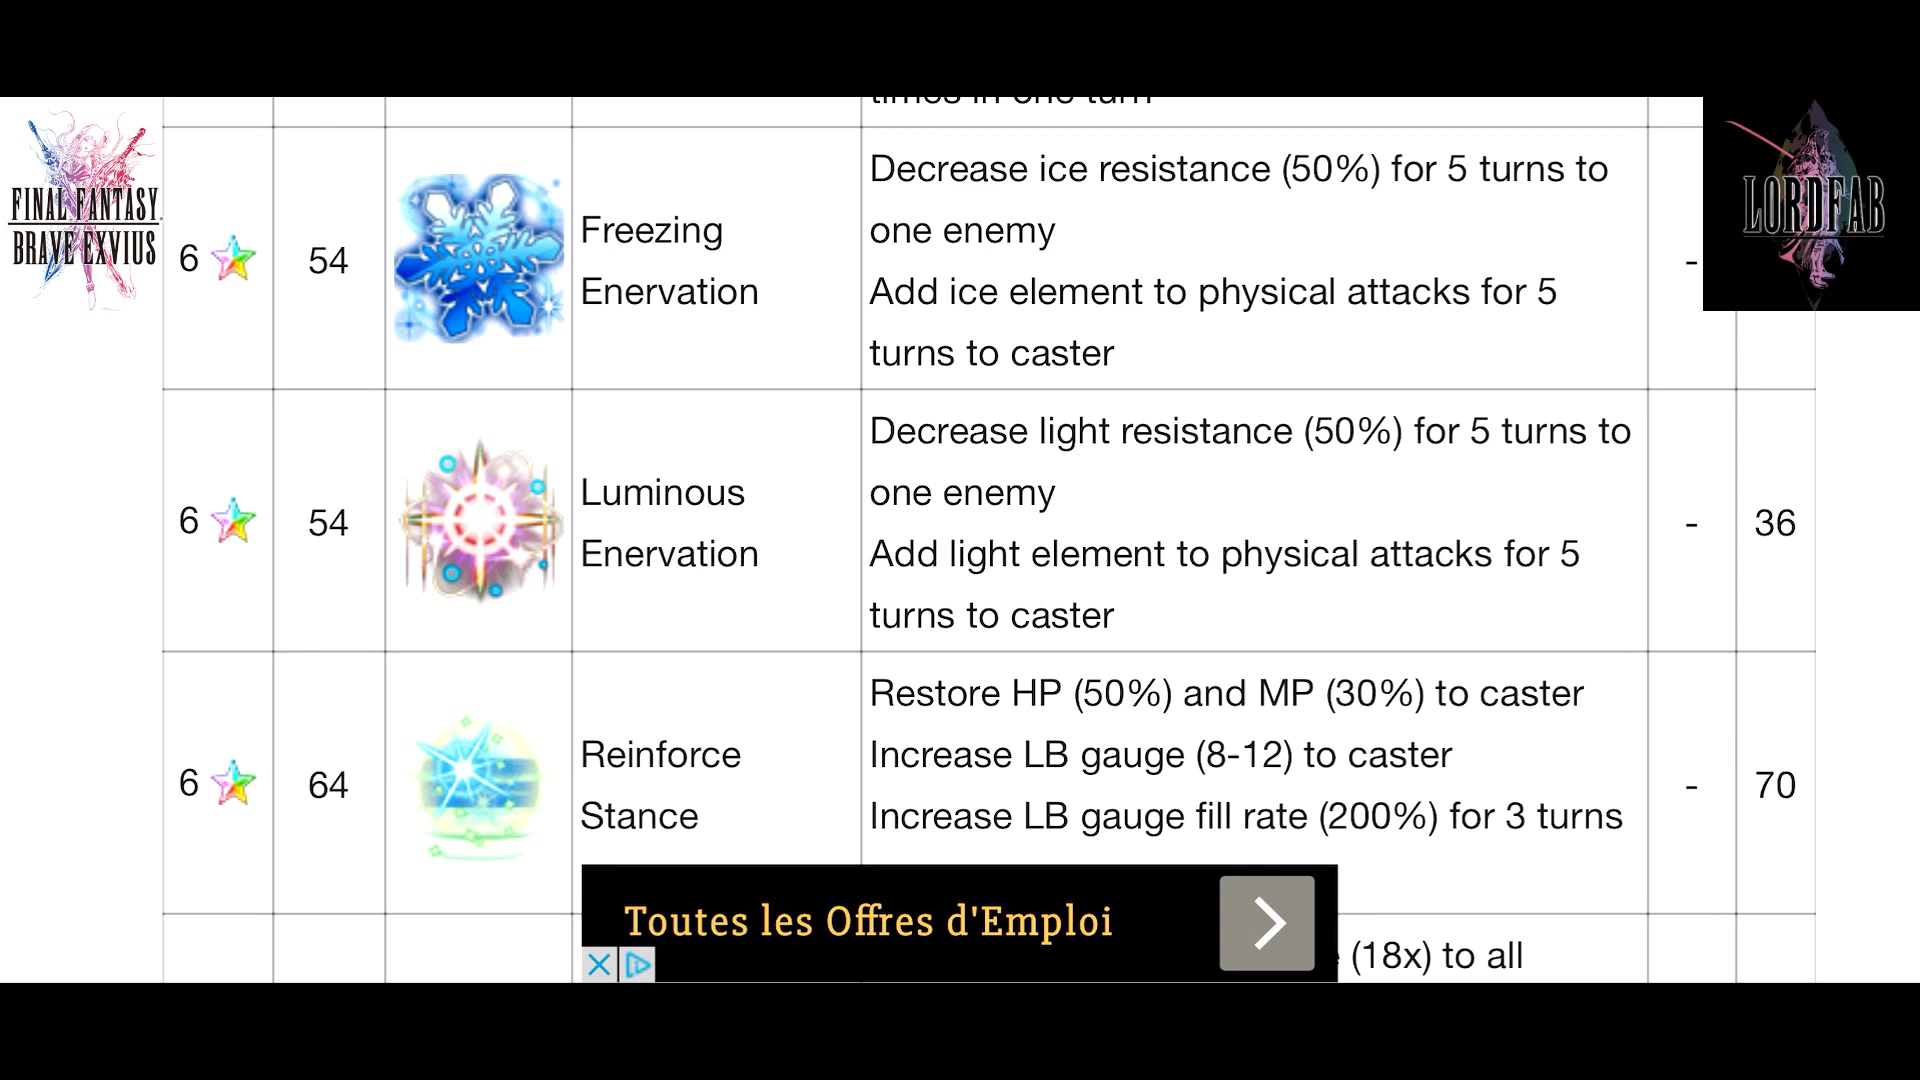 times in one turn
FINAL FANTASY
BRAVE EXVIUS
LORDFAB
6
54
Freezing
Enervation
Decrease ice resistance (50%) for 5 turns to
one enemy
Add ice element to physical attacks for 5
turns to caster
-
6
54
Luminous
Enervation
Decrease light resistance (50%) for 5 turns to
one enemy
Add light element to physical attacks for 5
turns to caster
-
36
6
64
Reinforce
Stance
Restore HP (50%) and MP (30%) to caster
Increase LB gauge (8-12) to caster
Increase LB gauge fill rate (200%) for 3 turns
-
70
Toutes les Offres d'Emploi
(18x) to all